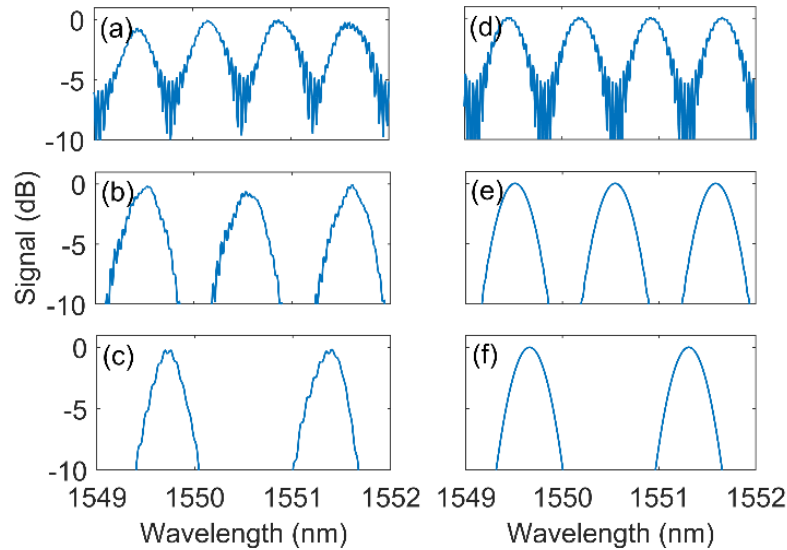 (a)
0
-5
-10
(d)
(b)
0
-5
-10
(e)
(c)
0
-5
-10
(f)
Signal (dB)
1549 1550 1551 1552
1549 1550 1551 1552
Wavelength (nm)
Wavelength (nm)